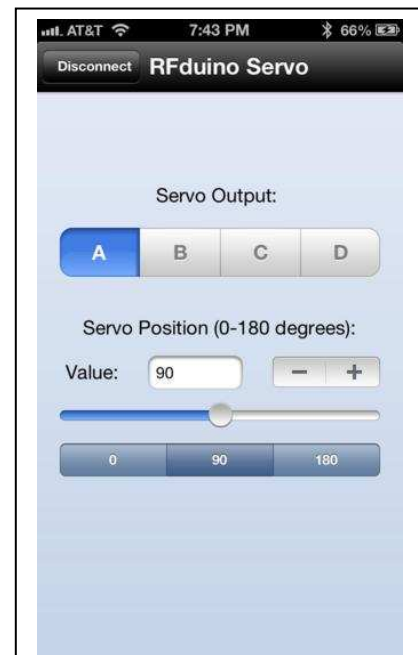 AT&T 7:43 PM 66%
Disconnect RFduino Servo
Servo Output:
A B C D
Servo Position (0-180 degrees):
Value: 90 − +
0 90 180